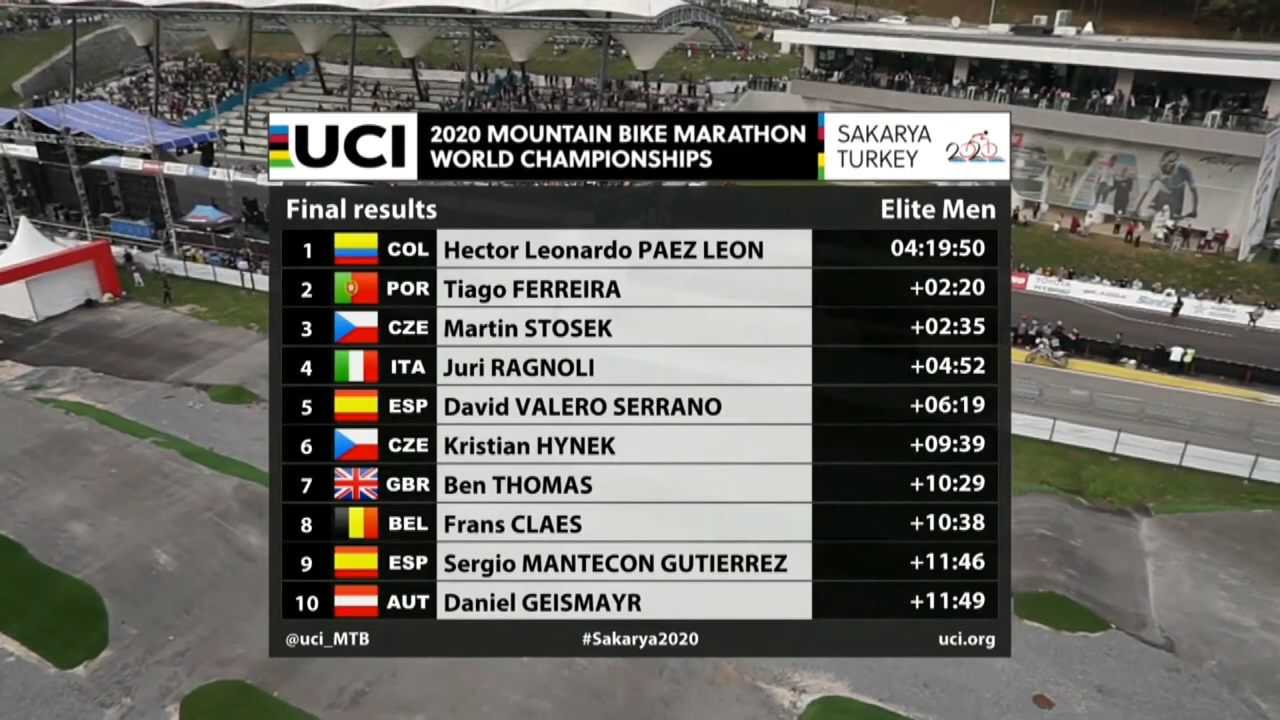 UCI
2020 MOUNTAIN BIKE MARATHON
WORLD CHAMPIONSHIPS
SAKARYA
TURKEY
2020
Final results Elite Men
1 COL Hector Leonardo PAEZ LEON 04:19:50
2 POR Tiago FERREIRA +02:20
3 CZE Martin STOSEK +02:35
4 ITA Juri RAGNOLI +04:52
5 ESP David VALERO SERRANO +06:19
6 CZE Kristian HYNEK +09:39
7 GBR Ben THOMAS +10:29
8 BEL Frans CLAES +10:38
9 ESP Sergio MANTECON GUTIERREZ +11:46
10 AUT Daniel GEISMAYR +11:49
@uci_MTB #Sakarya2020 uci.org